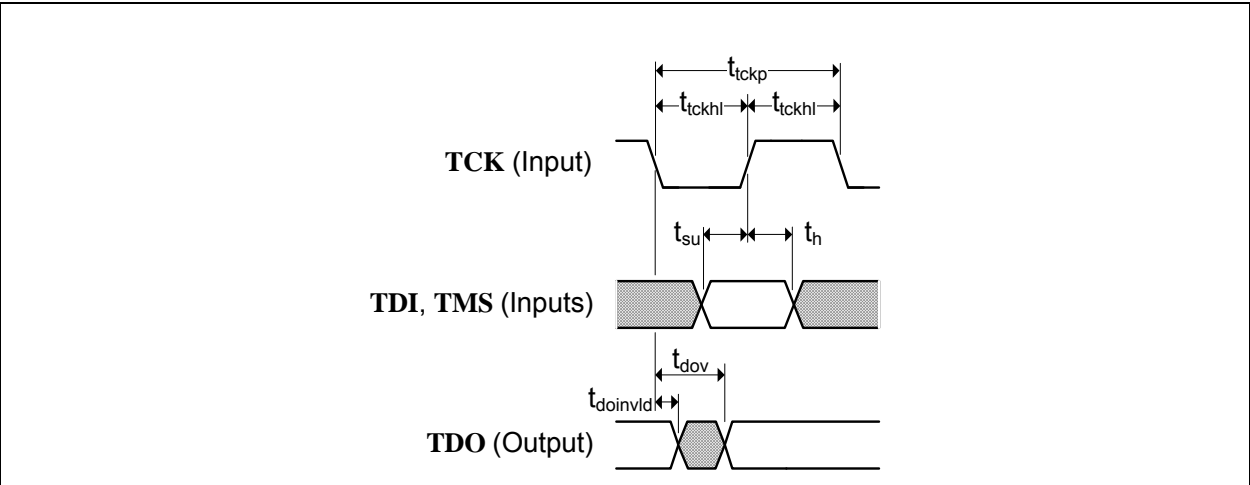 ttckp
ttckhl ttckhl
TCK (Input)
tsu th
TDI, TMS (Inputs)
tdov
tdoinvld
TDO (Output)